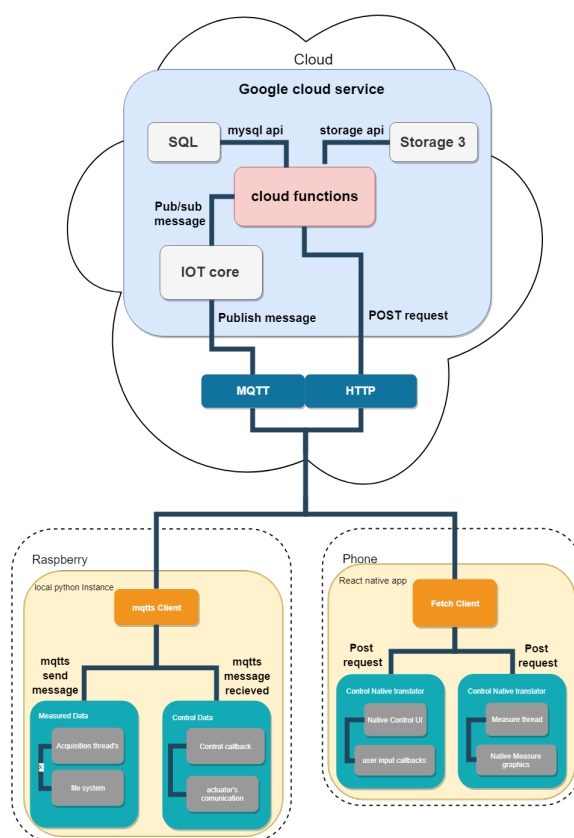 Cloud
Google cloud service
SQL
mysql api
storage api
Storage 3
cloud functions
Pub/sub
message
IOT core
Publish message
POST request
MQTT
HTTP
Raspberry
local python Instance
mqtts Client
mqtts
send
message
mqtts
message
recieved
Measured Data
Acquisition thread's
file system
Control Data
Control callback
actuator's
comunication
Phone
React native app
Fetch Client
Post
request
Post
request
Control Native translator
Native Control UI
user input callbacks
Control Native translator
Measure thread
Native Measure
graphics